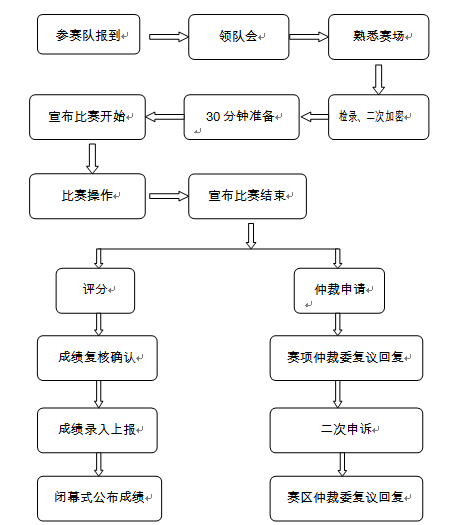 参赛队报到
领队会
熟悉赛场
检录、二次加密
30分钟准备
宣布比赛开始
比赛操作
宣布比赛结束
评分
仲裁申请
成绩复核确认
赛项仲裁委复议回复
成绩录入上报
二次申诉
闭幕式公布成绩
赛区仲裁委复议回复